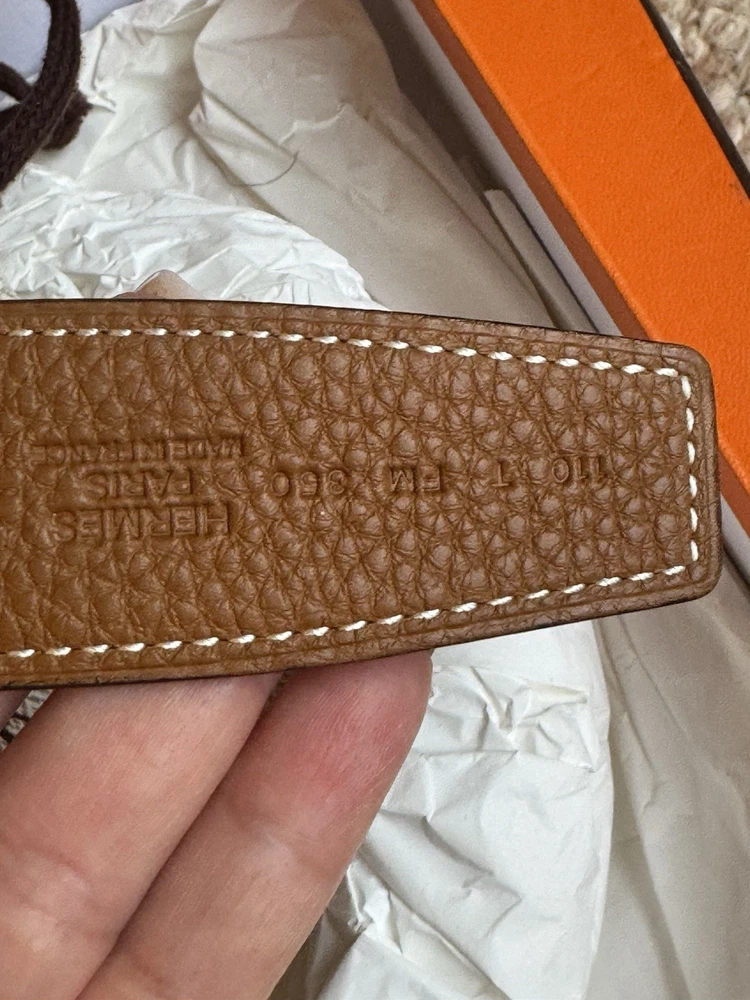 110 T FM 350
HERMES
PARIS
MADE IN FRANCE